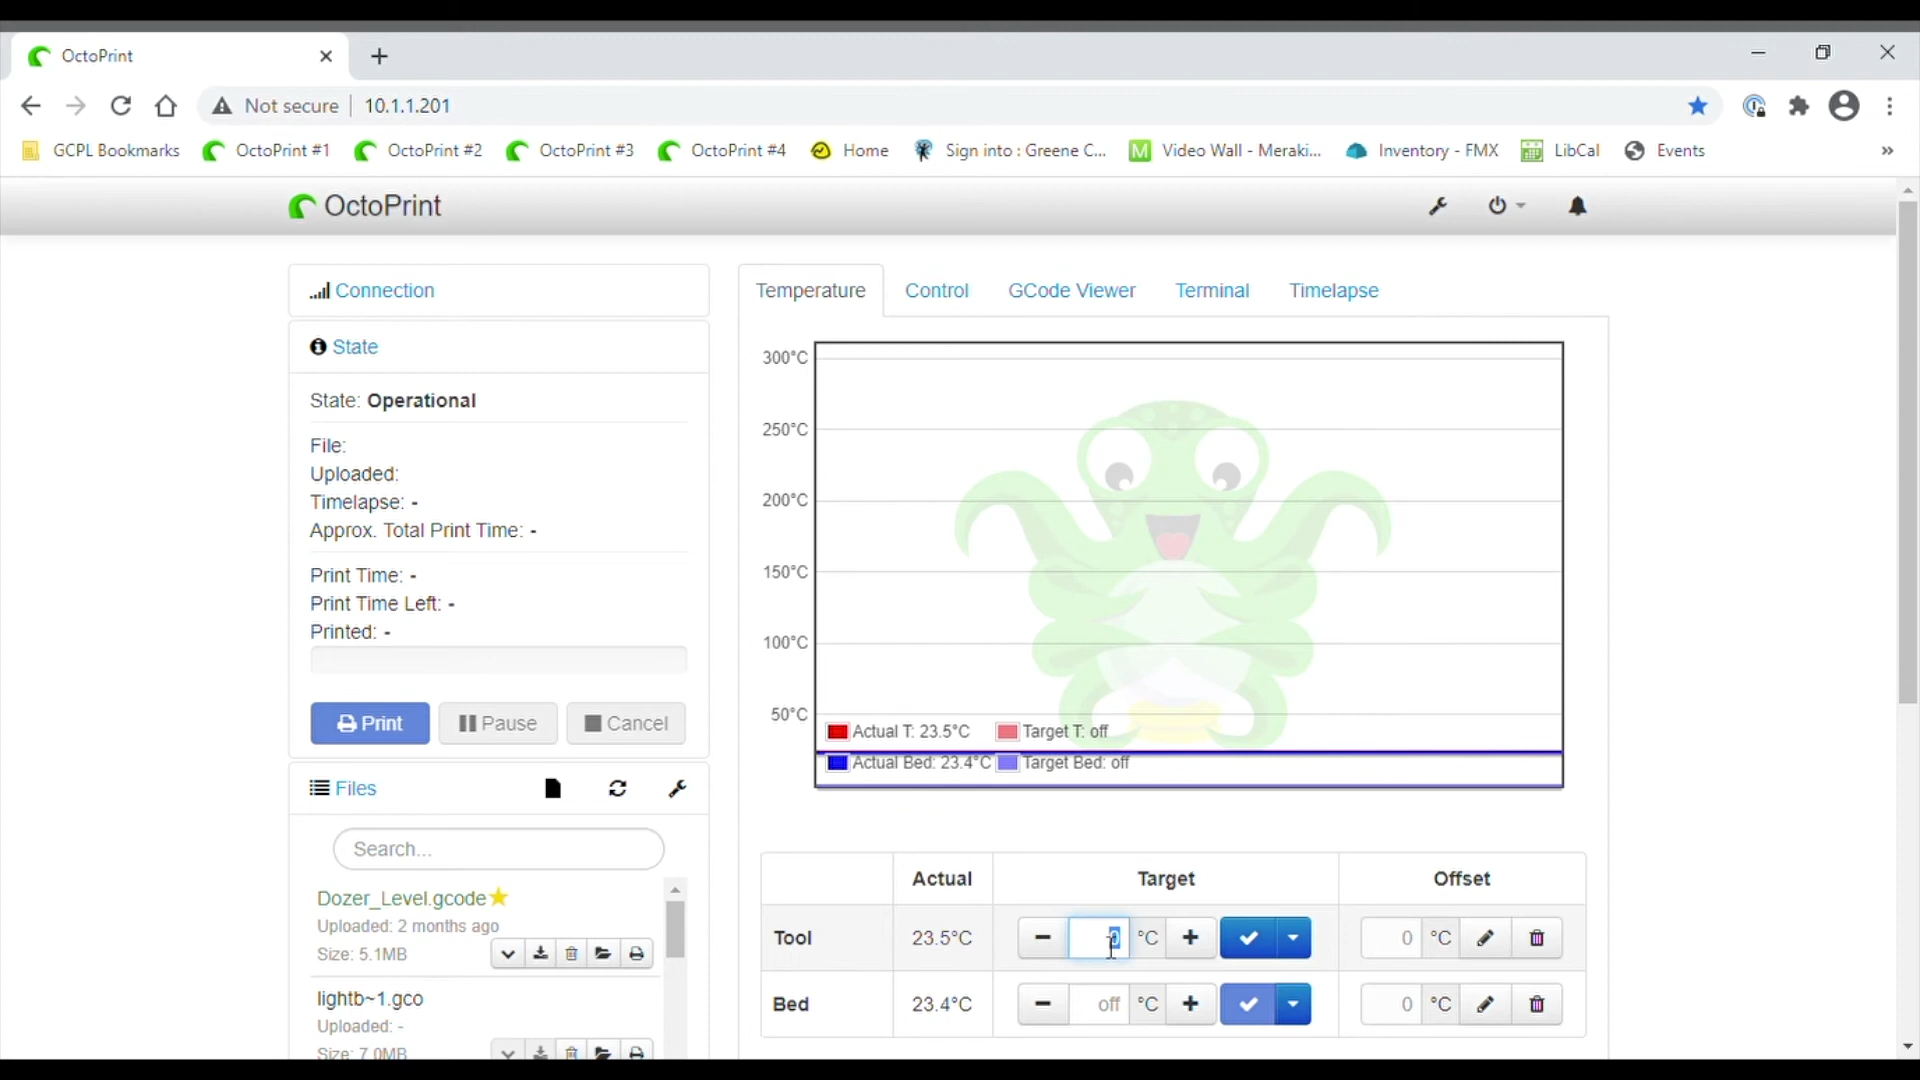 OctoPrint
Not secure 10.1.1.201
GCPL Bookmarks OctoPrint #1 OctoPrint #2 OctoPrint #3 OctoPrint #4 Home Sign into : Greene C... Video Wall - Meraki... Inventory - FMX LibCal Events »
OctoPrint
Connection
State
State: Operational
File:
Uploaded:
Timelapse: -
Approx. Total Print Time: -
Print Time: -
Print Time Left: -
Printed: -
Print Pause Cancel
Files
Search...
Dozer_Level.gcode
Uploaded: 2 months ago
Size: 5.1MB
lightb~1.gco
Uploaded: -
Size: 7.0MB
Temperature Control GCode Viewer Terminal Timelapse
300°C
250°C
200°C
150°C
100°C
50°C
Actual T: 23.5°C Target T: off
Actual Bed: 23.4°C Target Bed: off
Actual Target Offset
Tool 23.5°C 0 °C 0 °C
Bed 23.4°C off °C 0 °C